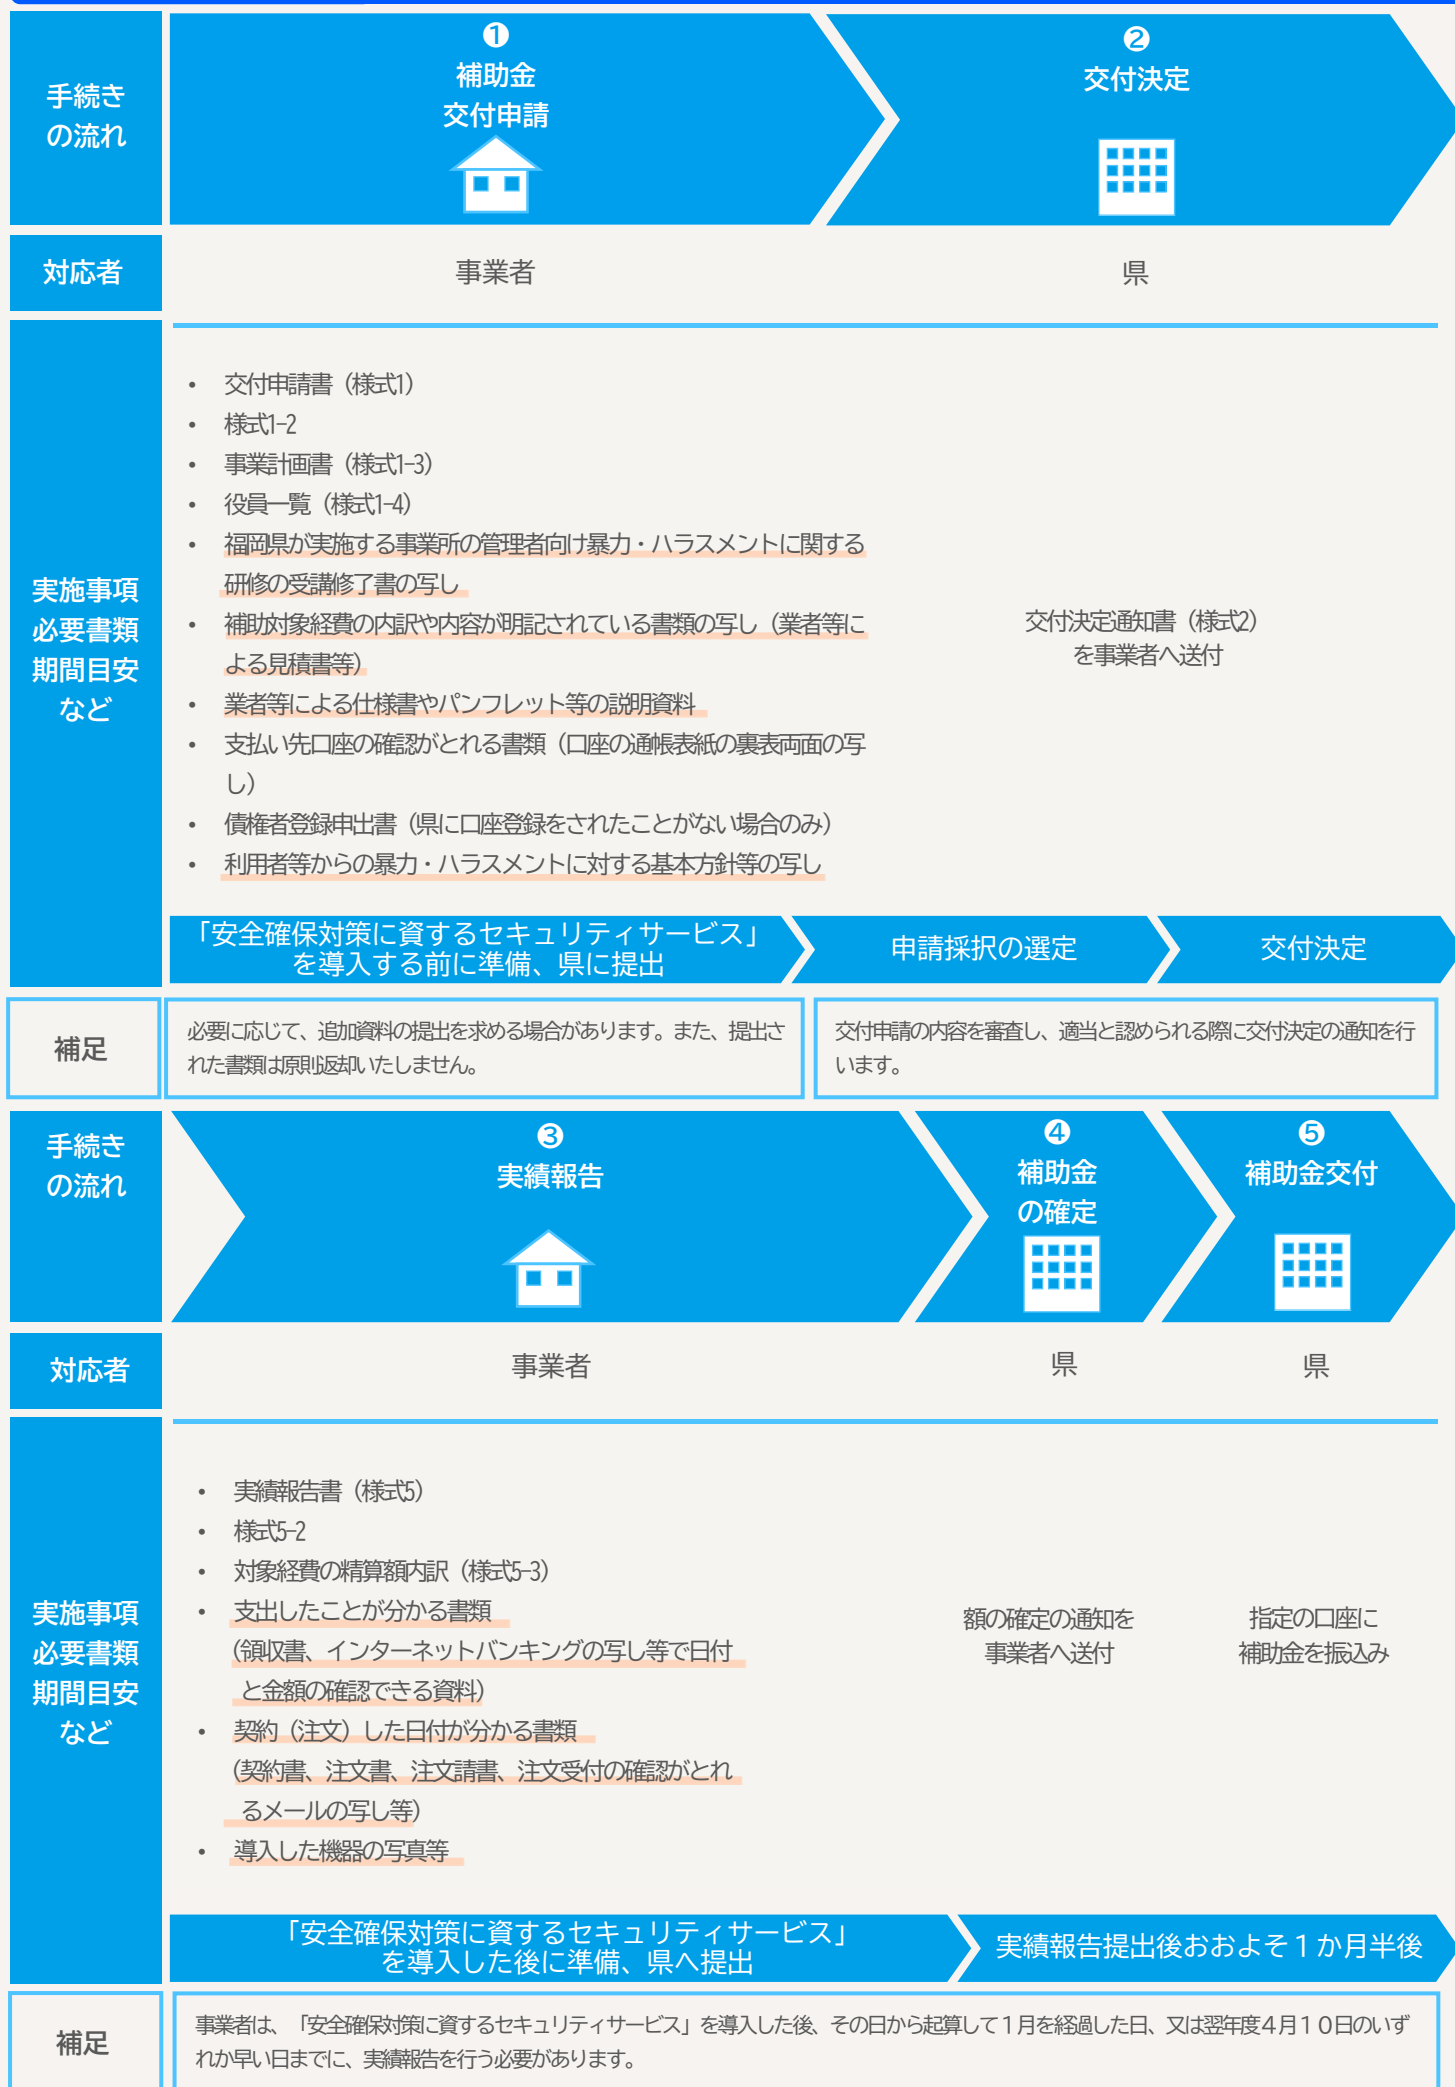 手続き
の流れ
❶
補助金
交付申請
❷
交付決定
対応者
事業者
県
実施事項
必要書類
期間目安
など
• 交付申請書（様式1）
• 様式1-2
• 事業計画書（様式1-3）
• 役員一覧（様式1-4）
• 福岡県が実施する事業所の管理者向け暴力・ハラスメントに関する
研修の受講修了書の写し
• 補助対象経費の内訳や内容が明記されている書類の写し（業者等に
よる見積書等）
• 業者等による仕様書やパンフレット等の説明資料
• 支払い先口座の確認がとれる書類（口座の通帳表紙の裏表両面の写
し）
• 債権者登録申出書（県に口座登録をされたことがない場合のみ）
• 利用者等からの暴力・ハラスメントに対する基本方針等の写し
交付決定通知書（様式2）
を事業者へ送付
「安全確保対策に資するセキュリティサービス」
を導入する前に準備、県に提出
申請採択の選定
交付決定
補足
必要に応じて、追加資料の提出を求める場合があります。また、提出さ
れた書類は原則返却いたしません。
交付申請の内容を審査し、適当と認められる際に交付決定の通知を行
います。
手続き
の流れ
❸
実績報告
❹
補助金
の確定
❺
補助金交付
対応者
事業者
県
県
実施事項
必要書類
期間目安
など
• 実績報告書（様式5）
• 様式5-2
• 対象経費の精算額内訳（様式5-3）
• 支出したことが分かる書類
（領収書、インターネットバンキングの写し等で日付
と金額の確認できる資料）
• 契約（注文）した日付が分かる書類
（契約書、注文書、注文請書、注文受付の確認がとれ
るメールの写し等）
• 導入した機器の写真等
額の確定の通知を
事業者へ送付
指定の口座に
補助金を振込み
「安全確保対策に資するセキュリティサービス」
を導入した後に準備、県へ提出
実績報告提出後おおよそ１か月半後
補足
事業者は、「安全確保対策に資するセキュリティサービス」を導入した後、その日から起算して１月を経過した日、又は翌年度４月１０日のいず
れか早い日までに、実績報告を行う必要があります。